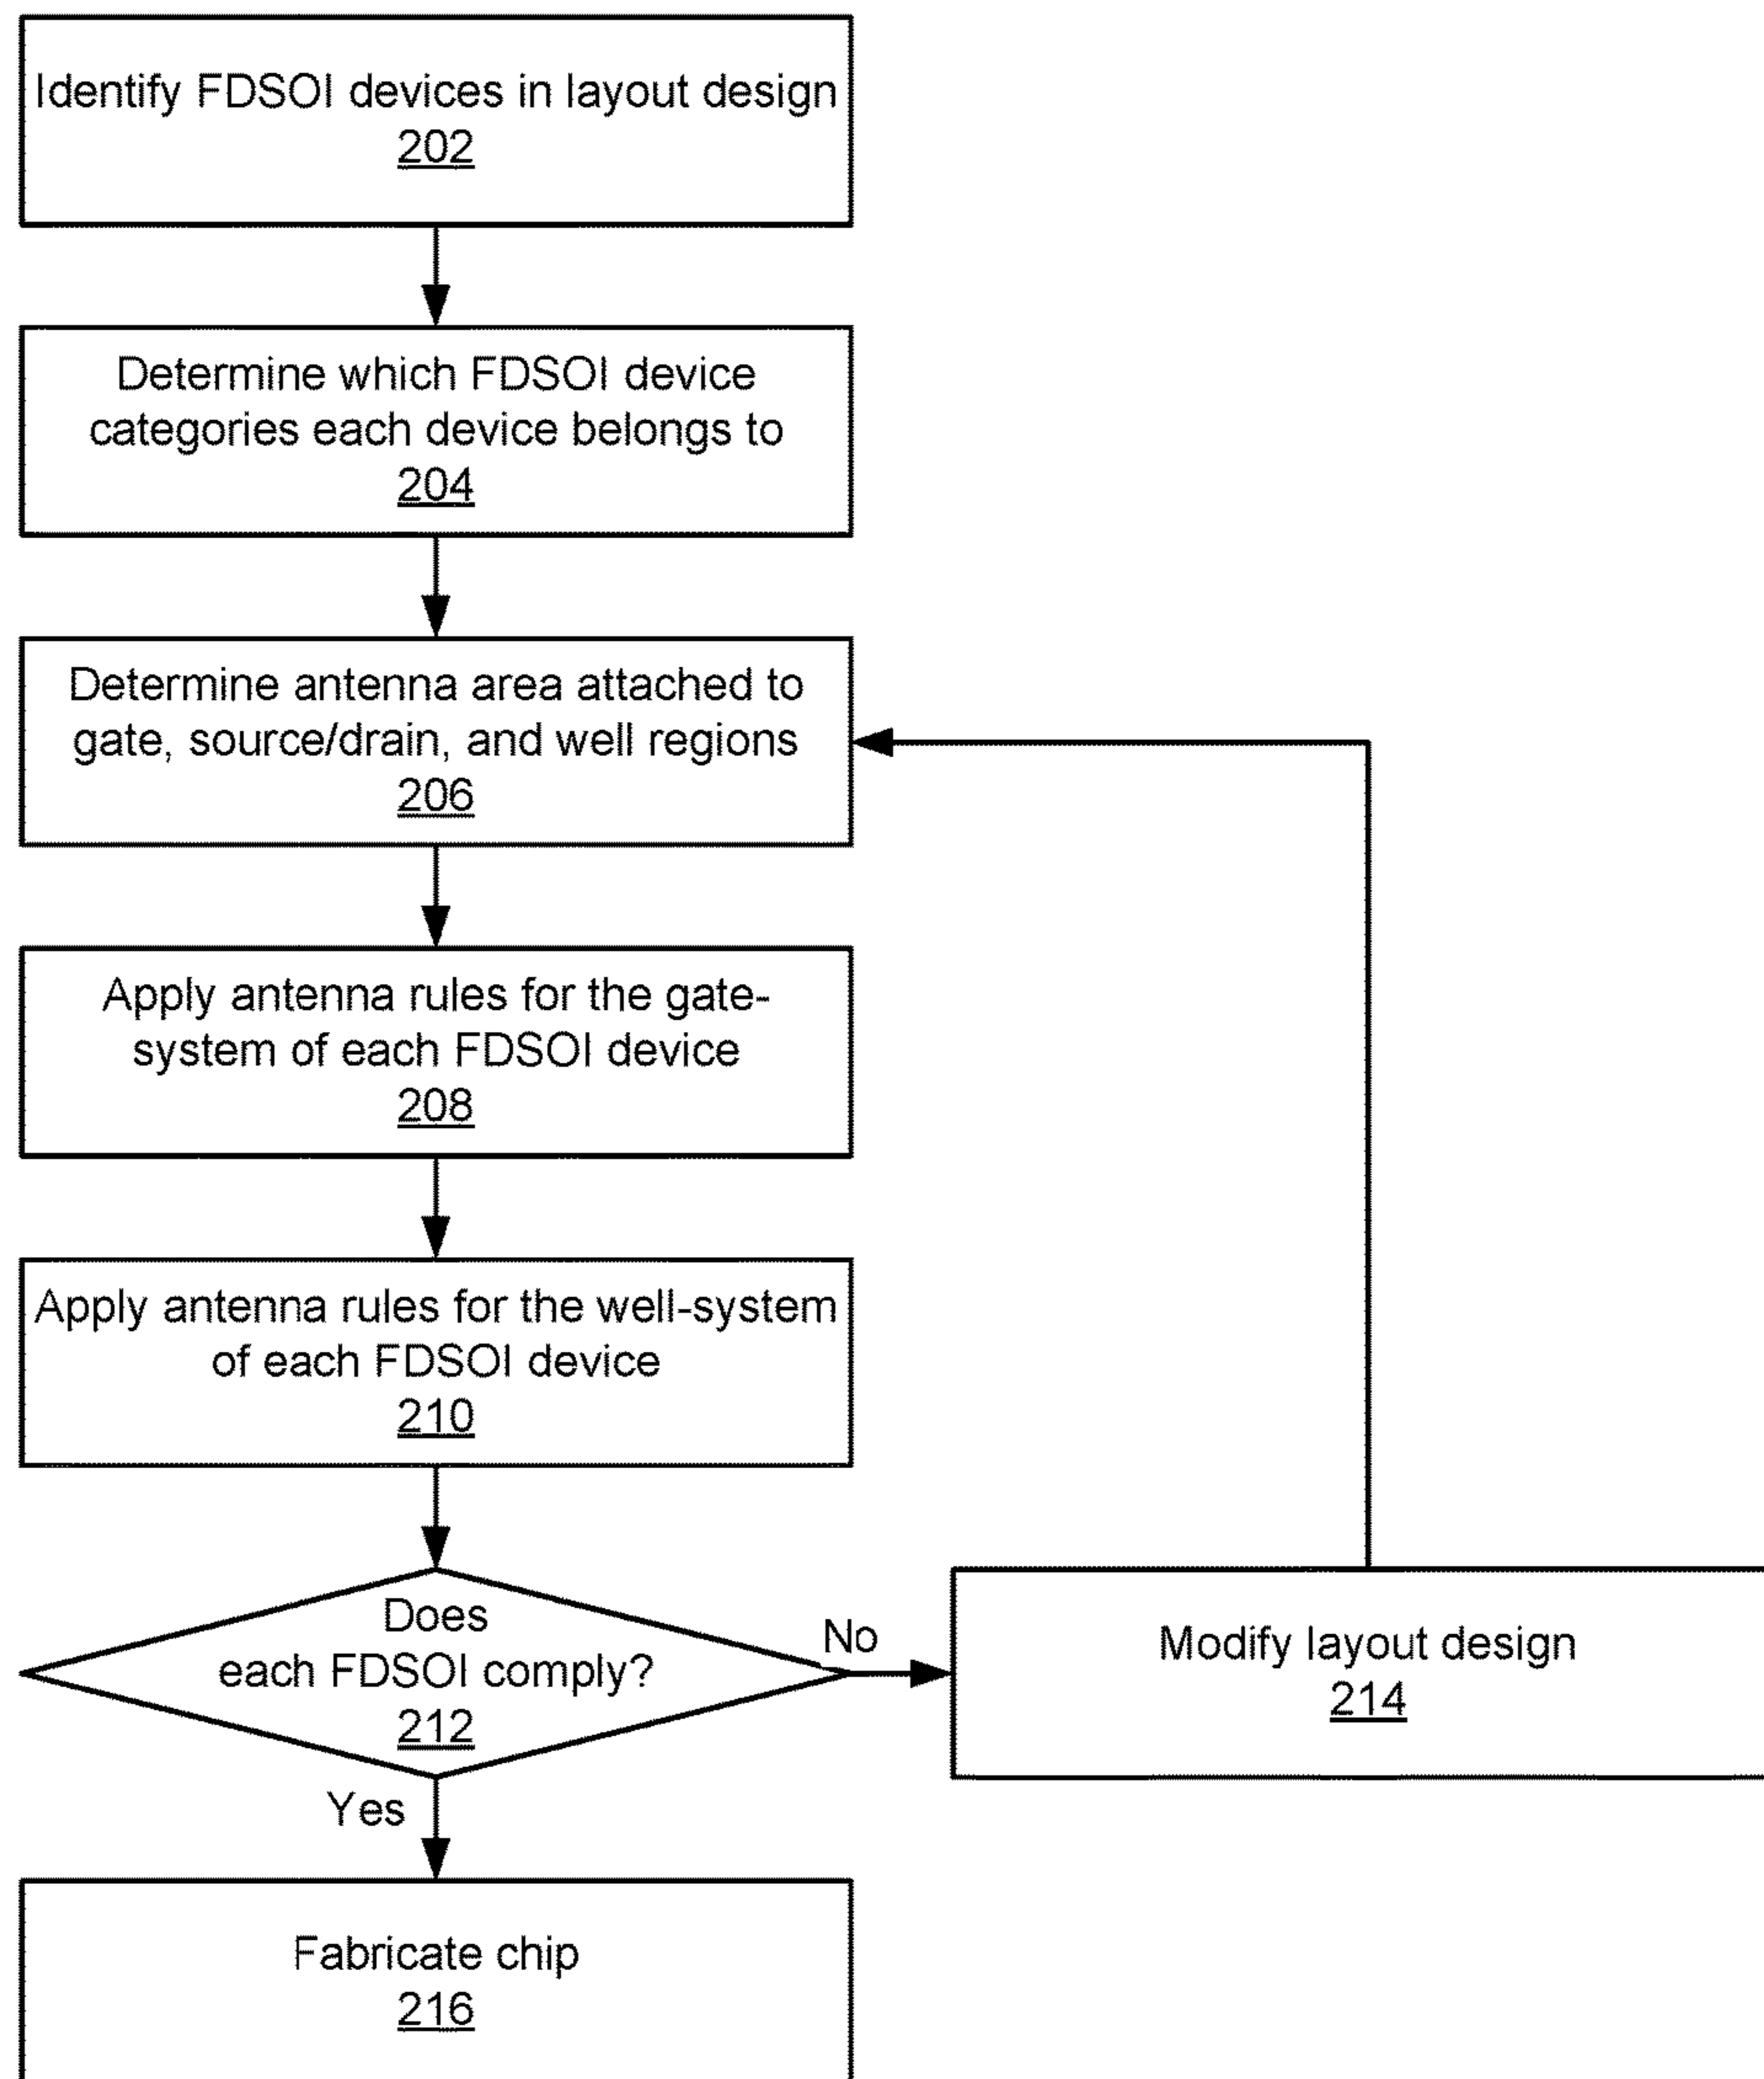 Identify FDSOI devices in layout design
202
Determine which FDSOI device
categories each device belongs to
204
Determine antenna area attached to
gate, source/drain, and well regions
206
Apply antenna rules for the gate-
system of each FDSOI device
208
Apply antenna rules for the well-system
of each FDSOI device
210
Does
each FDSOI comply?
212
No
Modify layout design
214
Yes
Fabricate chip
216